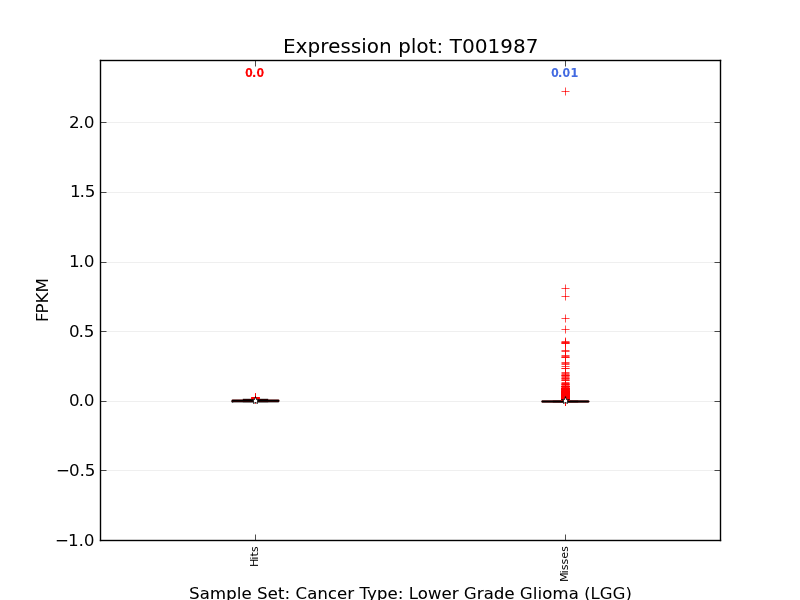 Expression plot: T001987
0.0
0.01
2.0
1.5
1.0
0.5
0.0
−0.5
−1.0
FPKM
Hits
Misses
Sample Set: Cancer Type: Lower Grade Glioma (LGG)